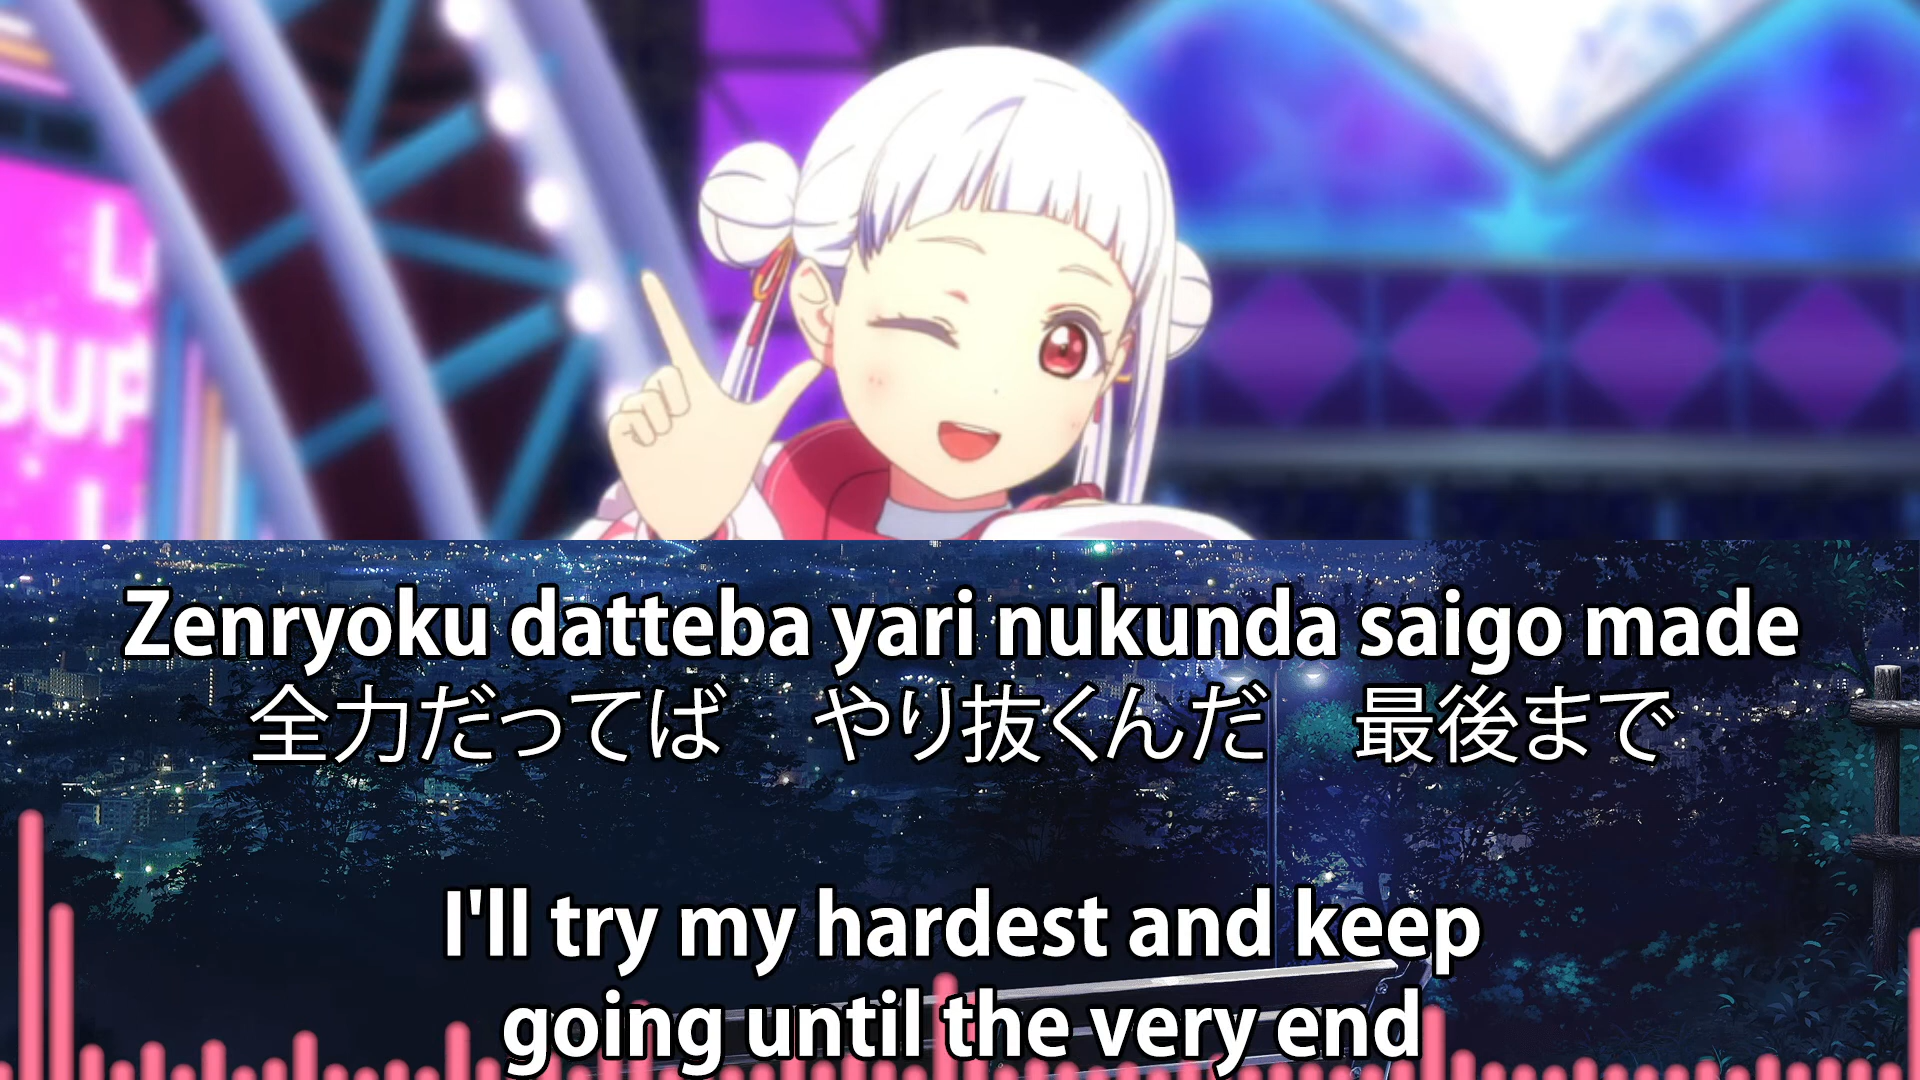 SUP
Zenryoku datteba yari nukunda saigo made
全力だってば　やり抜くんだ　最後まで
I'll try my hardest and keep
going until the very end